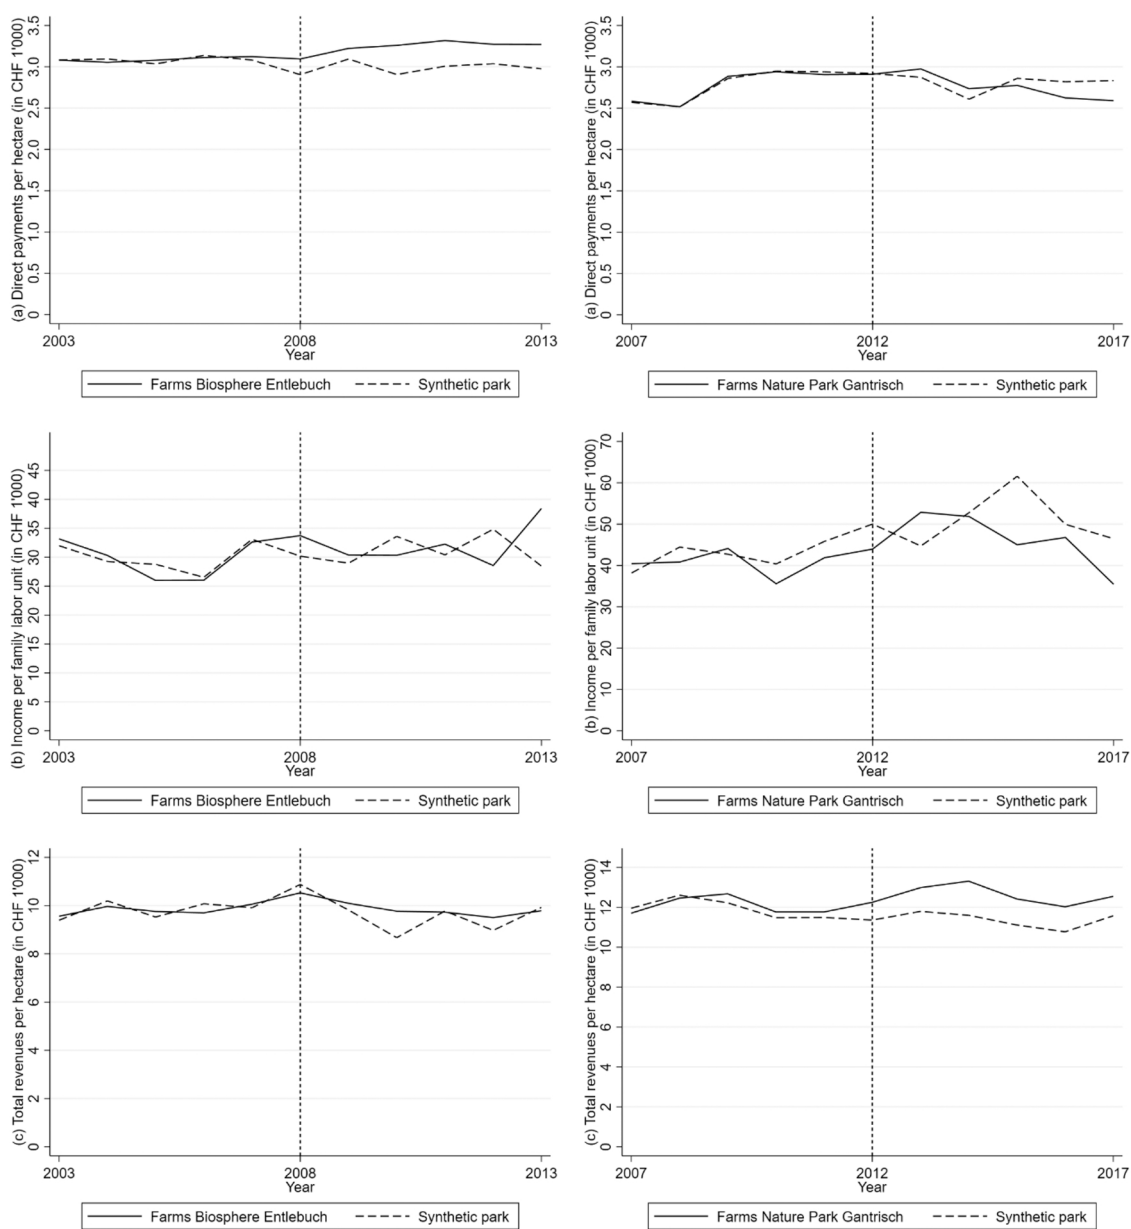 (a) Direct payments per hectare (in CHF 1'000)
3.5
3.0
2.5
2.0
1.5
1.0
0.5
0
2003 2008 2013
Year
Farms Biosphere Entlebuch Synthetic park
(a) Direct payments per hectare (in CHF 1'000)
3.5
3.0
2.5
2.0
1.5
1.0
0.5
0
2007 2012 2017
Year
Farms Nature Park Gantrisch Synthetic park
(b) Income per family labor unit (in CHF 1'000)
45
40
35
30
25
20
15
10
5
0
2003 2008 2013
Year
Farms Biosphere Entlebuch Synthetic park
(b) Income per family labor unit (in CHF 1'000)
70
60
50
40
30
20
10
0
2007 2012 2017
Year
Farms Nature Park Gantrisch Synthetic park
(c) Total revenues per hectare (in CHF 1'000)
12
10
8
6
4
2
0
2003 2008 2013
Year
Farms Biosphere Entlebuch Synthetic park
(c) Total revenues per hectare (in CHF 1'000)
14
12
10
8
6
4
2
0
2007 2012 2017
Year
Farms Nature Park Gantrisch Synthetic park